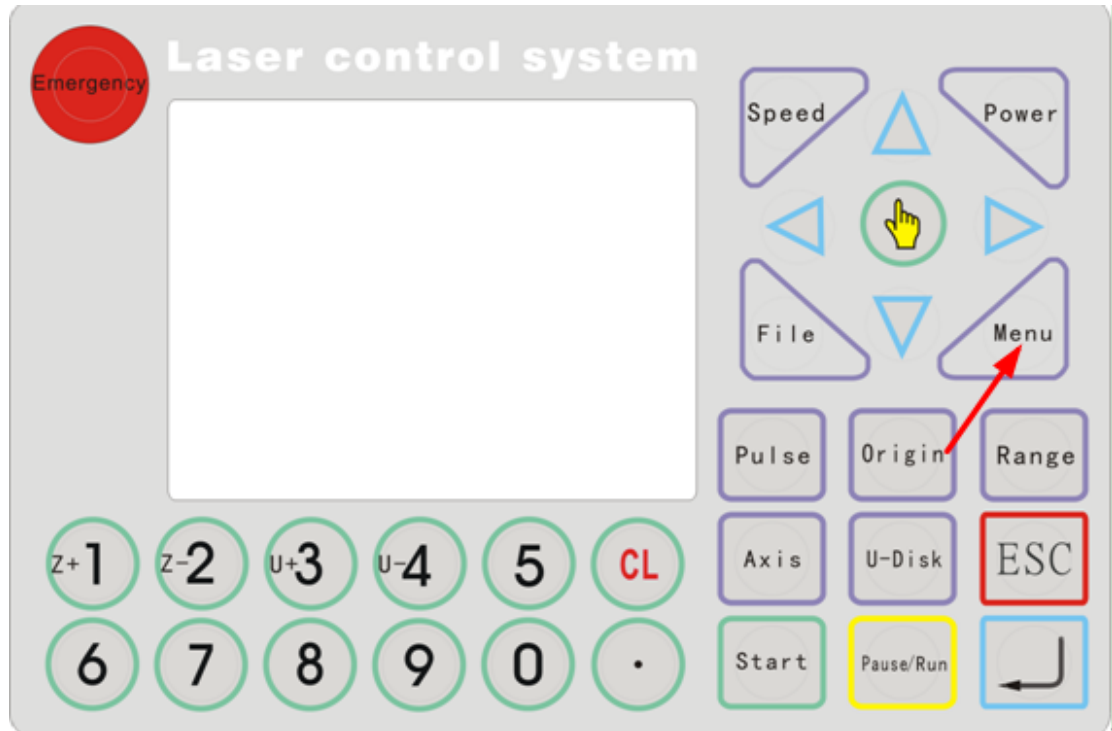 Laser control system
Emergency
Speed
Power
File
Menu
Pulse
Origin
Range
Axis
U-Disk
ESC
Start
Pause/Run
Z+1
Z-2
U+3
U-4
5
CL
6
7
8
9
0
.